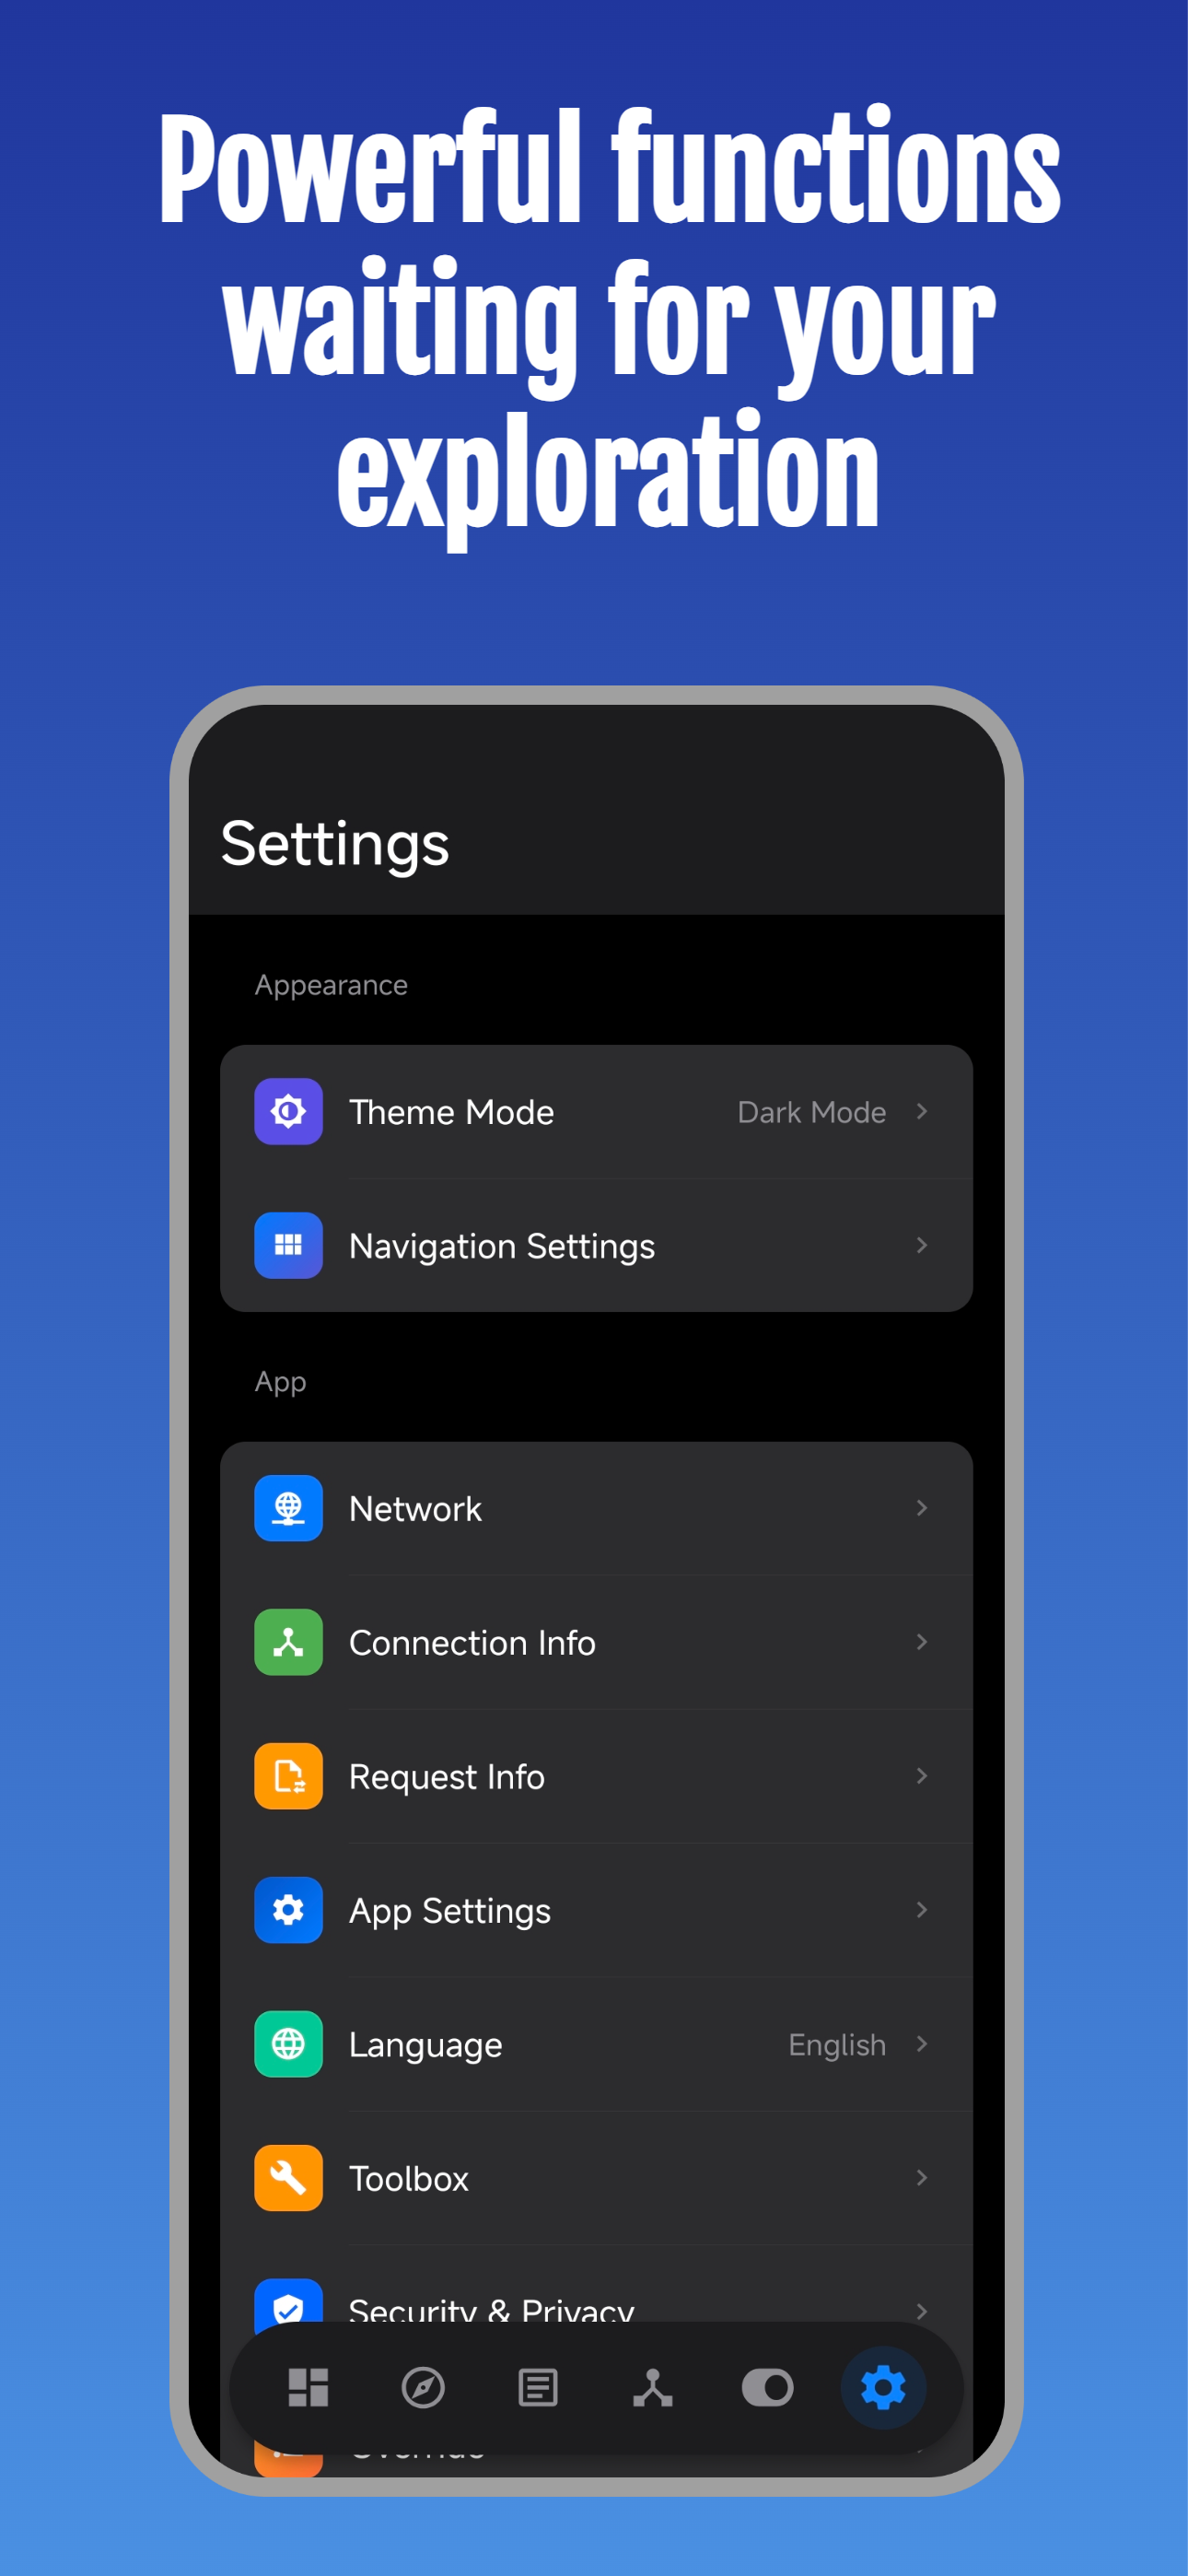 Powerful functions
waiting for your
exploration
Settings
Appearance
Theme Mode Dark Mode
Navigation Settings
App
Network
Connection Info
Request Info
App Settings
Language English
Toolbox
Security & Privacy